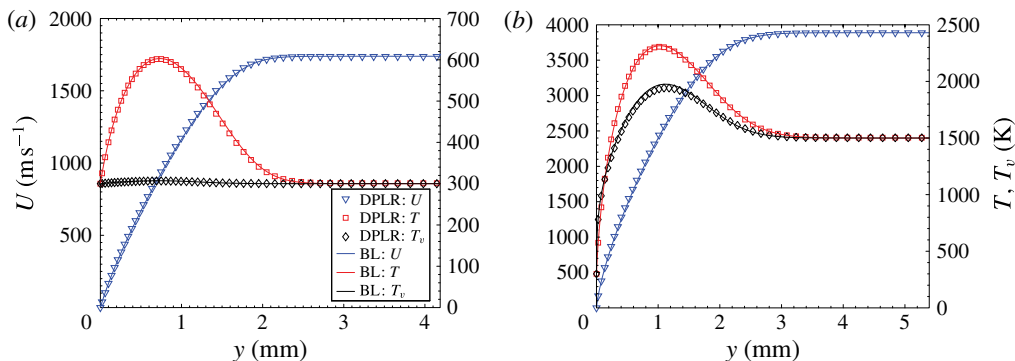 (a)
2000
1500
1000
500
0
U (m s−1)
700
600
500
400
300
200
100
0
0 1 2 3 4
y (mm)
DPLR: U
DPLR: T
DPLR: Tv
BL: U
BL: T
BL: Tv
(b)
4000
3500
3000
2500
2000
1500
1000
500
0
2500
2000
1500
1000
500
0
T, Tv (K)
0 1 2 3 4 5
y (mm)